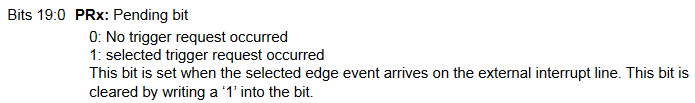 Bits 19:0 PRx: Pending bit
0: No trigger request occurred
1: selected trigger request occurred
This bit is set when the selected edge event arrives on the external interrupt line. This bit is
cleared by writing a ‘1’ into the bit.